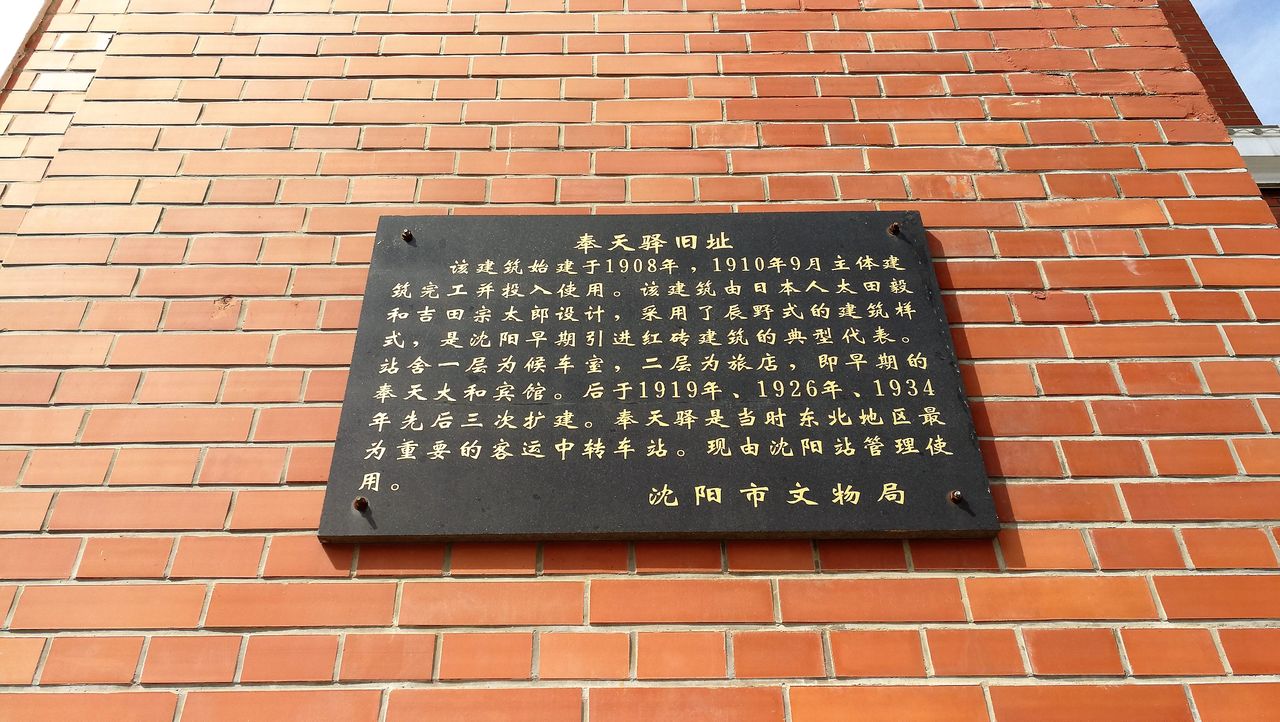 奉天驿旧址
该建筑始建于1908年，1910年9月主体建
筑完工并投入使用。该建筑由日本人太田毅
和吉田宗太郎设计，采用了辰野式的建筑样
式，是沈阳早期引进红砖建筑的典型代表。
站舍一层为候车室，二层为旅店，即早期的
奉天大和宾馆。后于1919年、1926年、1934
年先后三次扩建。奉天驿是当时东北地区最
为重要的客运中转车站。现由沈阳站管理使
用。
沈阳市文物局